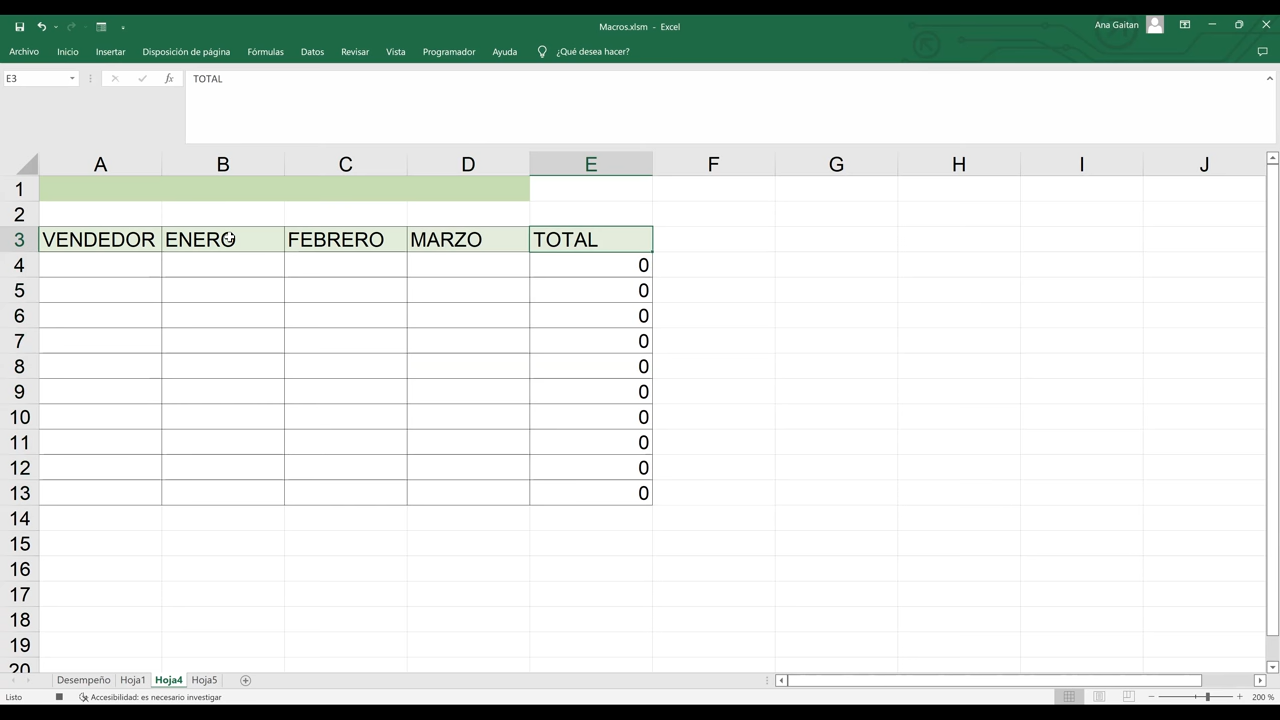 Macros.xlsm - Excel
Ana Gaitan
Archivo Inicio Insertar Disposición de página Fórmulas Datos Revisar Vista Programador Ayuda ¿Qué desea hacer?
E3 fx TOTAL
A B C D E F G H I J
1
2
3 VENDEDOR ENERO FEBRERO MARZO TOTAL
4 0
5 0
6 0
7 0
8 0
9 0
10 0
11 0
12 0
13 0
14
15
16
17
18
19
20
Desempeño Hoja1 Hoja4 Hoja5
Listo Accesibilidad: es necesario investigar 200 %